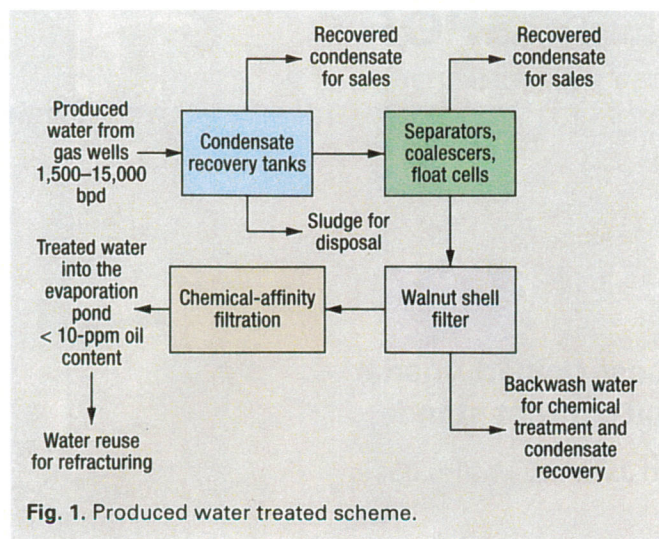 Recovered
condensate
for sales
Recovered
condensate
for sales
Produced
water from
gas wells
1,500–15,000
bpd
Condensate
recovery tanks
Separators,
coalescers,
float cells
Sludge for
disposal
Treated water
into the
evaporation
pond
< 10-ppm oil
content
Chemical-affinity
filtration
Walnut shell
filter
Water reuse
for refracturing
Backwash water
for chemical
treatment and
condensate
recovery
Fig. 1. Produced water treated scheme.